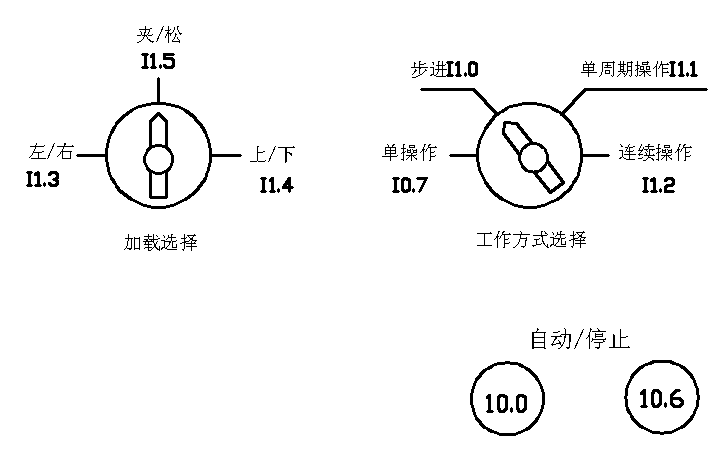 夹/松
I1.5
左/右
I1.3
上/下
I1.4
加载选择
步进I1.0
单周期操作I1.1
单操作
I0.7
连续操作
I1.2
工作方式选择
自动/停止
10.0
10.6